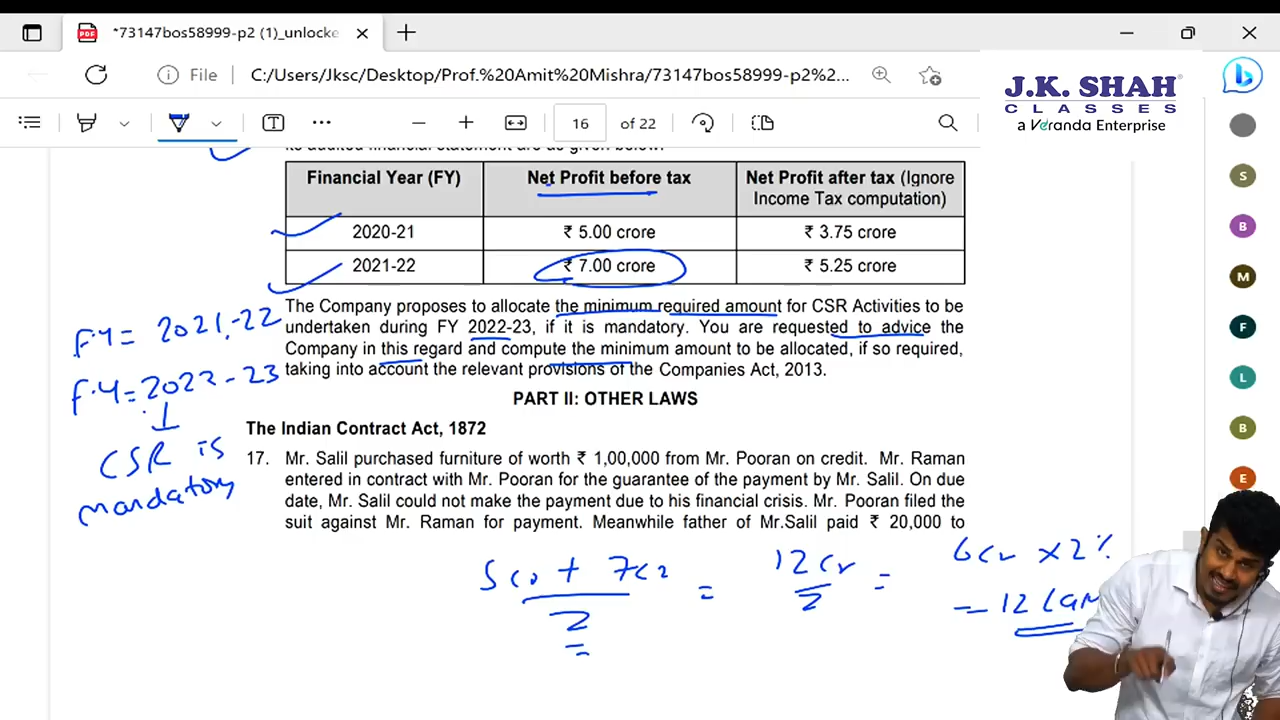 *73147bos58999-p2 (1)_unlocke
File
C:/Users/Jksc/Desktop/Prof.%20Amit%20Mishra/73147bos58999-p2%2...
J.K. SHAH
CLASSES
a Veranda Enterprise
16 of 22
its audited financial statement are as given below:
Financial Year (FY) Net Profit before tax Net Profit after tax (Ignore Income Tax computation)
2020-21 ₹ 5.00 crore ₹ 3.75 crore
2021-22 ₹ 7.00 crore ₹ 5.25 crore
The Company proposes to allocate the minimum required amount for CSR Activities to be
undertaken during FY 2022-23, if it is mandatory. You are requested to advice the
Company in this regard and compute the minimum amount to be allocated, if so required,
taking into account the relevant provisions of the Companies Act, 2013.
F.Y = 2021-22
F.Y = 2022-23
CSR is
mandatory
PART II: OTHER LAWS
The Indian Contract Act, 1872
17. Mr. Salil purchased furniture of worth ₹ 1,00,000 from Mr. Pooran on credit. Mr. Raman
entered in contract with Mr. Pooran for the guarantee of the payment by Mr. Salil. On due
date, Mr. Salil could not make the payment due to his financial crisis. Mr. Pooran filed the
suit against Mr. Raman for payment. Meanwhile father of Mr.Salil paid ₹ 20,000 to
5Cr + 7Cr = 12Cr = 6Cr x 2%
2 2
= 12
S
B
M
F
L
B
E